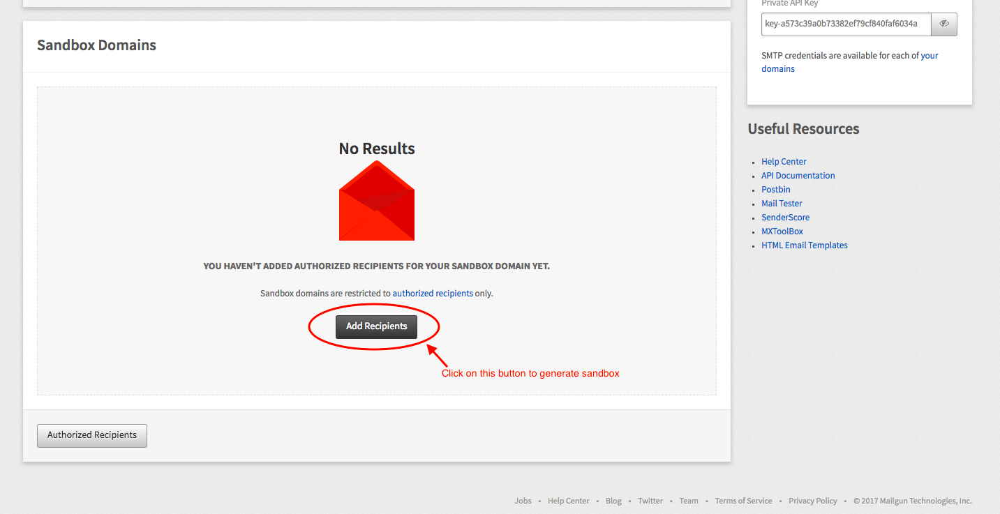 Sandbox Domains
No Results
YOU HAVEN'T ADDED AUTHORIZED RECIPIENTS FOR YOUR SANDBOX DOMAIN YET.
Sandbox domains are restricted to authorized recipients only.
Add Recipients
Click on this button to generate sandbox
Authorized Recipients
Private API Key
key-a573c39a0b73382ef79cf840faf6034a
SMTP credentials are available for each of your
domains
Useful Resources
Help Center
API Documentation
Postbin
Mail Tester
SenderScore
MXToolBox
HTML Email Templates
Jobs • Help Center • Blog • Twitter • Team • Terms of Service • Privacy Policy • © 2017 Mailgun Technologies, Inc.